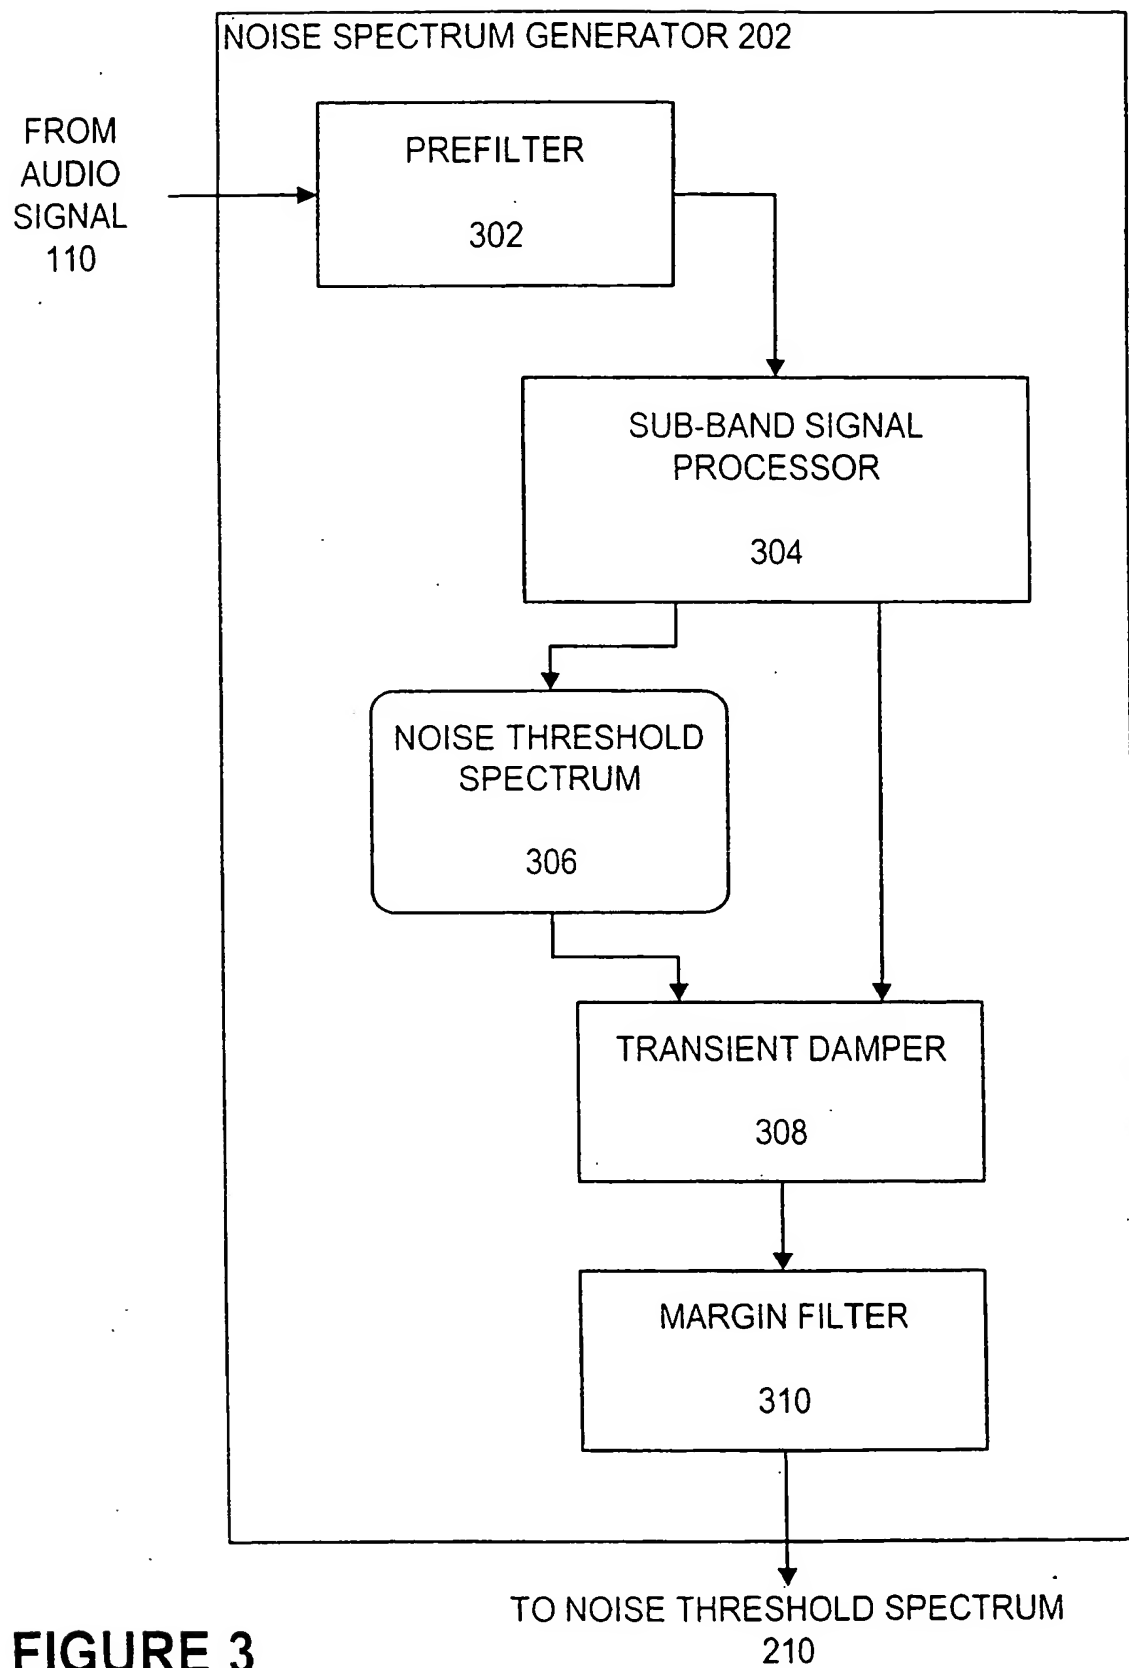 NOISE SPECTRUM GENERATOR 202
FROM
AUDIO
SIGNAL
110
PREFILTER
302
SUB-BAND SIGNAL
PROCESSOR
304
NOISE THRESHOLD
SPECTRUM
306
TRANSIENT DAMPER
308
MARGIN FILTER
310
TO NOISE THRESHOLD SPECTRUM
210
FIGURE 3